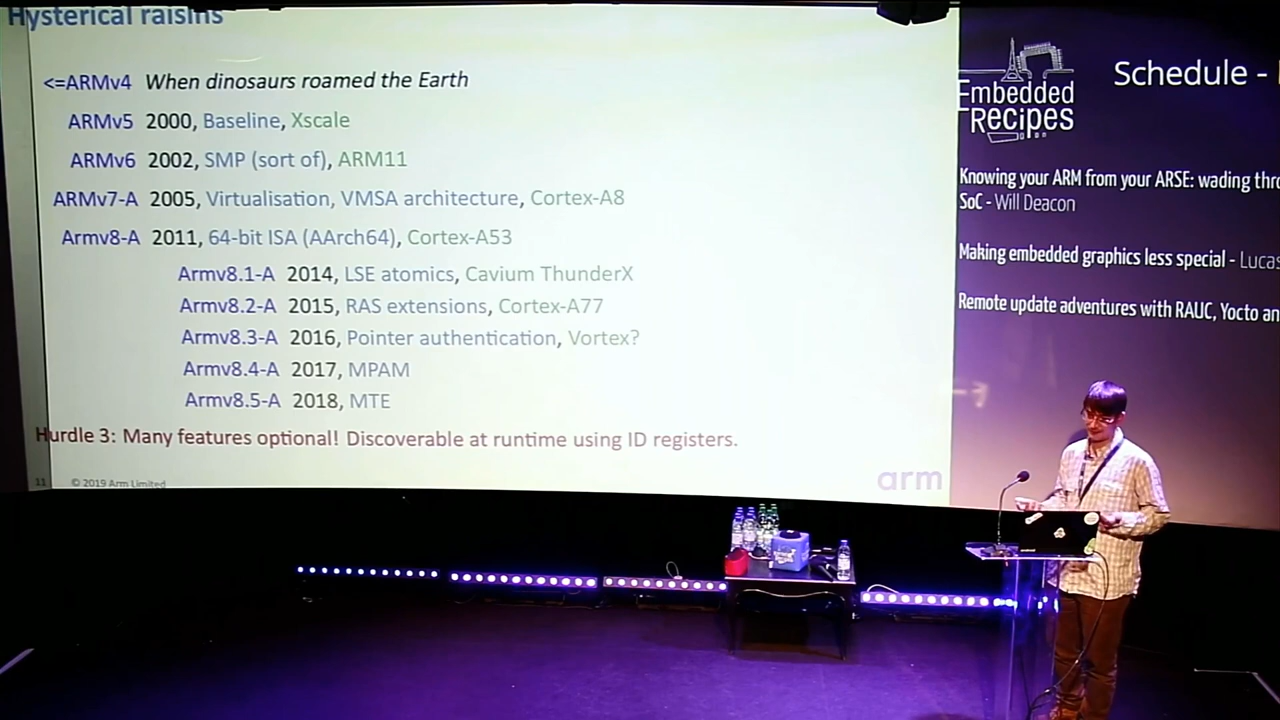 Hysterical raisins
<=ARMv4 When dinosaurs roamed the Earth
ARMv5 2000, Baseline, Xscale
ARMv6 2002, SMP (sort of), ARM11
ARMv7-A 2005, Virtualisation, VMSA architecture, Cortex-A8
Armv8-A 2011, 64-bit ISA (AArch64), Cortex-A53
Armv8.1-A 2014, LSE atomics, Cavium ThunderX
Armv8.2-A 2015, RAS extensions, Cortex-A77
Armv8.3-A 2016, Pointer authentication, Vortex?
Armv8.4-A 2017, MPAM
Armv8.5-A 2018, MTE
Hurdle 3: Many features optional! Discoverable at runtime using ID registers.
11 © 2019 Arm Limited
arm
Embedded
Recipes
Schedule -
Knowing your ARM from your ARSE: wading thr
SoC - Will Deacon
Making embedded graphics less special - Lucas
Remote update adventures with RAUC, Yocto an